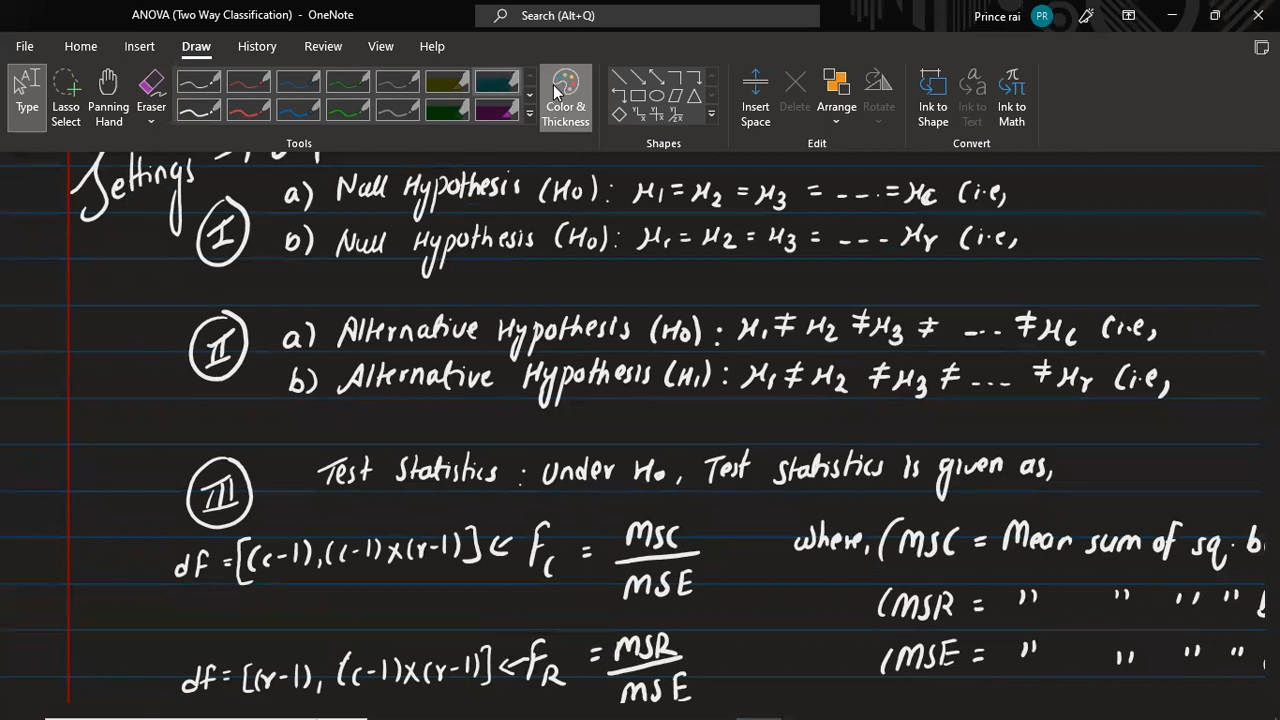 ANOVA (Two Way Classification) - OneNote
Search (Alt+Q)
Prince rai PR
File Home Insert Draw History Review View Help
Type Lasso Select Panning Hand Eraser Color & Thickness Insert Space Delete Arrange Rotate Ink to Shape Ink to Text Ink to Math
Tools Shapes Edit Convert
Settings
I a) Null Hypothesis (H0): μ1 = μ2 = μ3 = ---- = μc (i.e,
b) Null Hypothesis (H0): μ1 = μ2 = μ3 = --- μr (i.e,
II a) Alternative Hypothesis (H0): μ1 ≠ μ2 ≠ μ3 ≠ --- ≠ μc (i.e,
b) Alternative Hypothesis (H1): μ1 ≠ μ2 ≠ μ3 ≠ --- ≠ μr (i.e,
III Test Statistics: Under H0, Test statistics is given as,
df = [(c-1), (c-1)×(r-1)] ← FC = MSC / MSE where, (MSC = Mean sum of sq. b
(MSR = " " " "
df = [(r-1), (c-1)×(r-1)] ← FR = MSR / MSE (MSE = " " " "